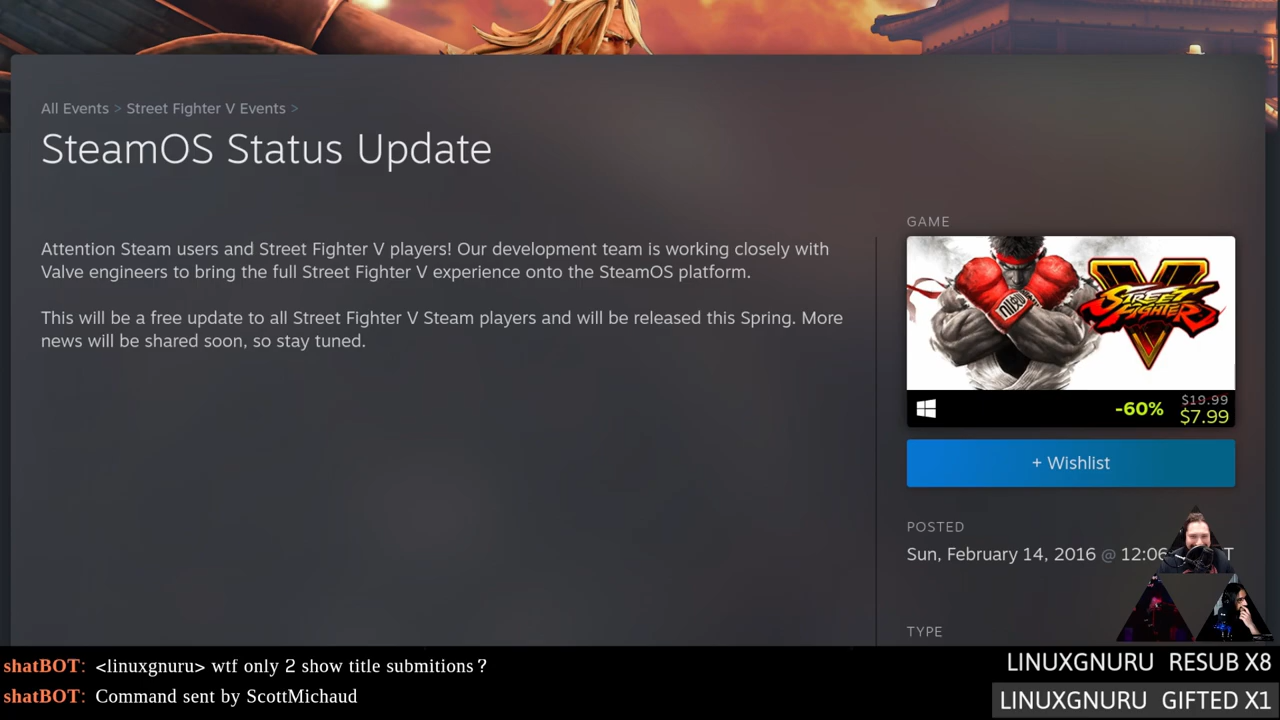 All Events > Street Fighter V Events >
SteamOS Status Update
Attention Steam users and Street Fighter V players! Our development team is working closely with
Valve engineers to bring the full Street Fighter V experience onto the SteamOS platform.
This will be a free update to all Street Fighter V Steam players and will be released this Spring. More
news will be shared soon, so stay tuned.
GAME
STREET
FIGHTER
V
-60% $19.99
$7.99
+ Wishlist
POSTED
Sun, February 14, 2016 @ 12:06
TYPE
shatBOT: <linuxgnuru> wtf only 2 show title submitions ?
shatBOT: Command sent by ScottMichaud
LINUXGNURU RESUB X8
LINUXGNURU GIFTED X1